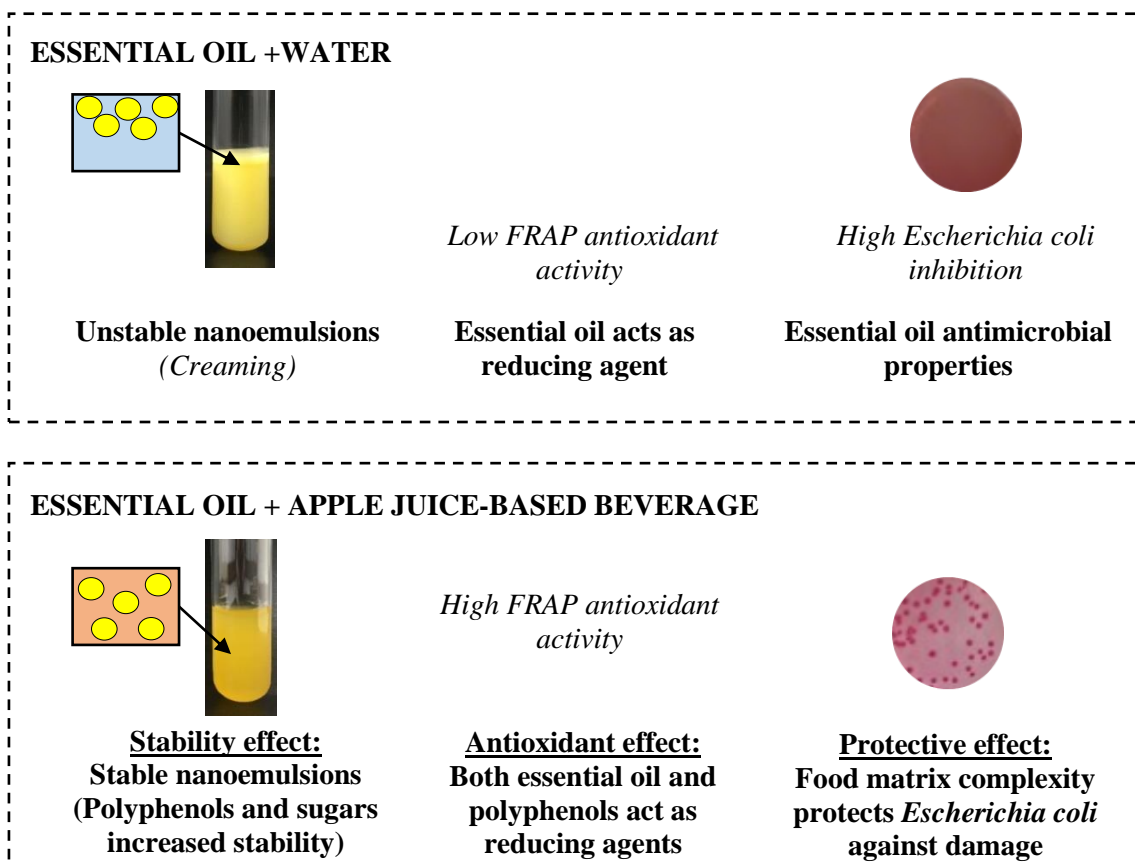 ESSENTIAL OIL +WATER
Low FRAP antioxidant
activity
High Escherichia coli
inhibition
Unstable nanoemulsions
(Creaming)
Essential oil acts as
reducing agent
Essential oil antimicrobial
properties
ESSENTIAL OIL + APPLE JUICE-BASED BEVERAGE
High FRAP antioxidant
activity
Stability effect:
Stable nanoemulsions
(Polyphenols and sugars
increased stability)
Antioxidant effect:
Both essential oil and
polyphenols act as
reducing agents
Protective effect:
Food matrix complexity
protects Escherichia coli
against damage